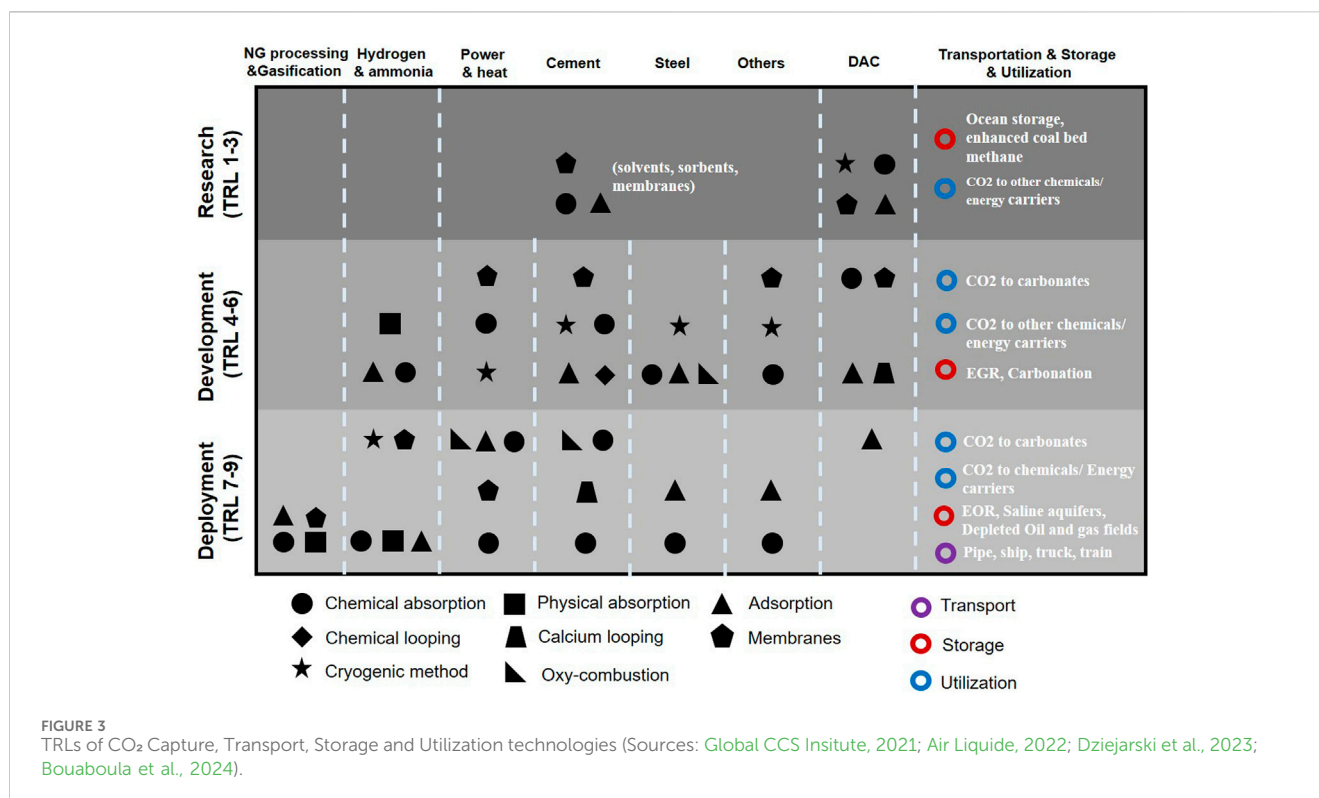 NG processing
&Gasification
Hydrogen
& ammonia
Power
& heat
Cement
Steel
Others
DAC
Transportation & Storage
& Utilization
Research
(TRL 1-3)
(solvents, sorbents,
membranes)
Ocean storage,
enhanced coal bed
methane
CO2 to other chemicals/
energy carriers
Development
(TRL 4-6)
CO2 to carbonates
CO2 to other chemicals/
energy carriers
EGR, Carbonation
Deployment
(TRL 7-9)
CO2 to carbonates
CO2 to chemicals/ Energy
carriers
EOR, Saline aquifers,
Depleted Oil and gas fields
Pipe, ship, truck, train
Chemical absorption
Physical absorption
Adsorption
Transport
Chemical looping
Calcium looping
Membranes
Storage
Cryogenic method
Oxy-combustion
Utilization
FIGURE 3
TRLs of CO₂ Capture, Transport, Storage and Utilization technologies (Sources: Global CCS Insitute, 2021; Air Liquide, 2022; Dziejarski et al., 2023;
Bouaboula et al., 2024).